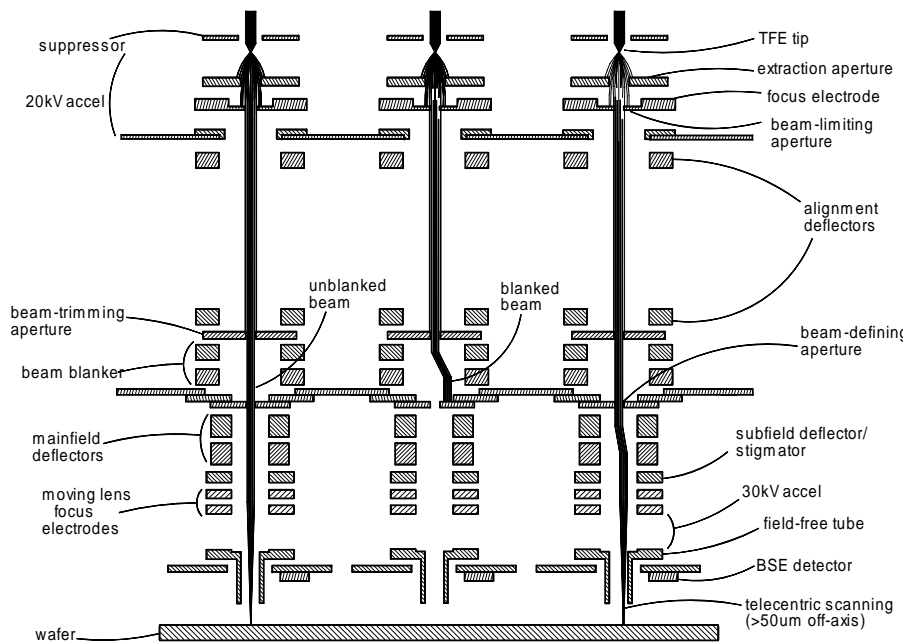 suppressor
20kV accel
TFE tip
extraction aperture
focus electrode
beam-limiting
aperture
alignment
deflectors
unblanked
beam
blanked
beam
beam-trimming
aperture
beam blanker
beam-defining
aperture
mainfield
deflectors
subfield deflector/
stigmator
moving lens
focus
electrodes
30kV accel
field-free tube
BSE detector
telecentric scanning
(>50um off-axis)
wafer